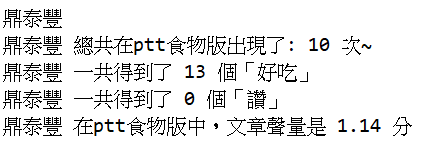 鼎泰豐
鼎泰豐 總共在ptt食物版出現了: 10 次~
鼎泰豐 一共得到了 13 個「好吃」
鼎泰豐 一共得到了 0 個「讚」
鼎泰豐 在ptt食物版中，文章聲量是 1.14 分